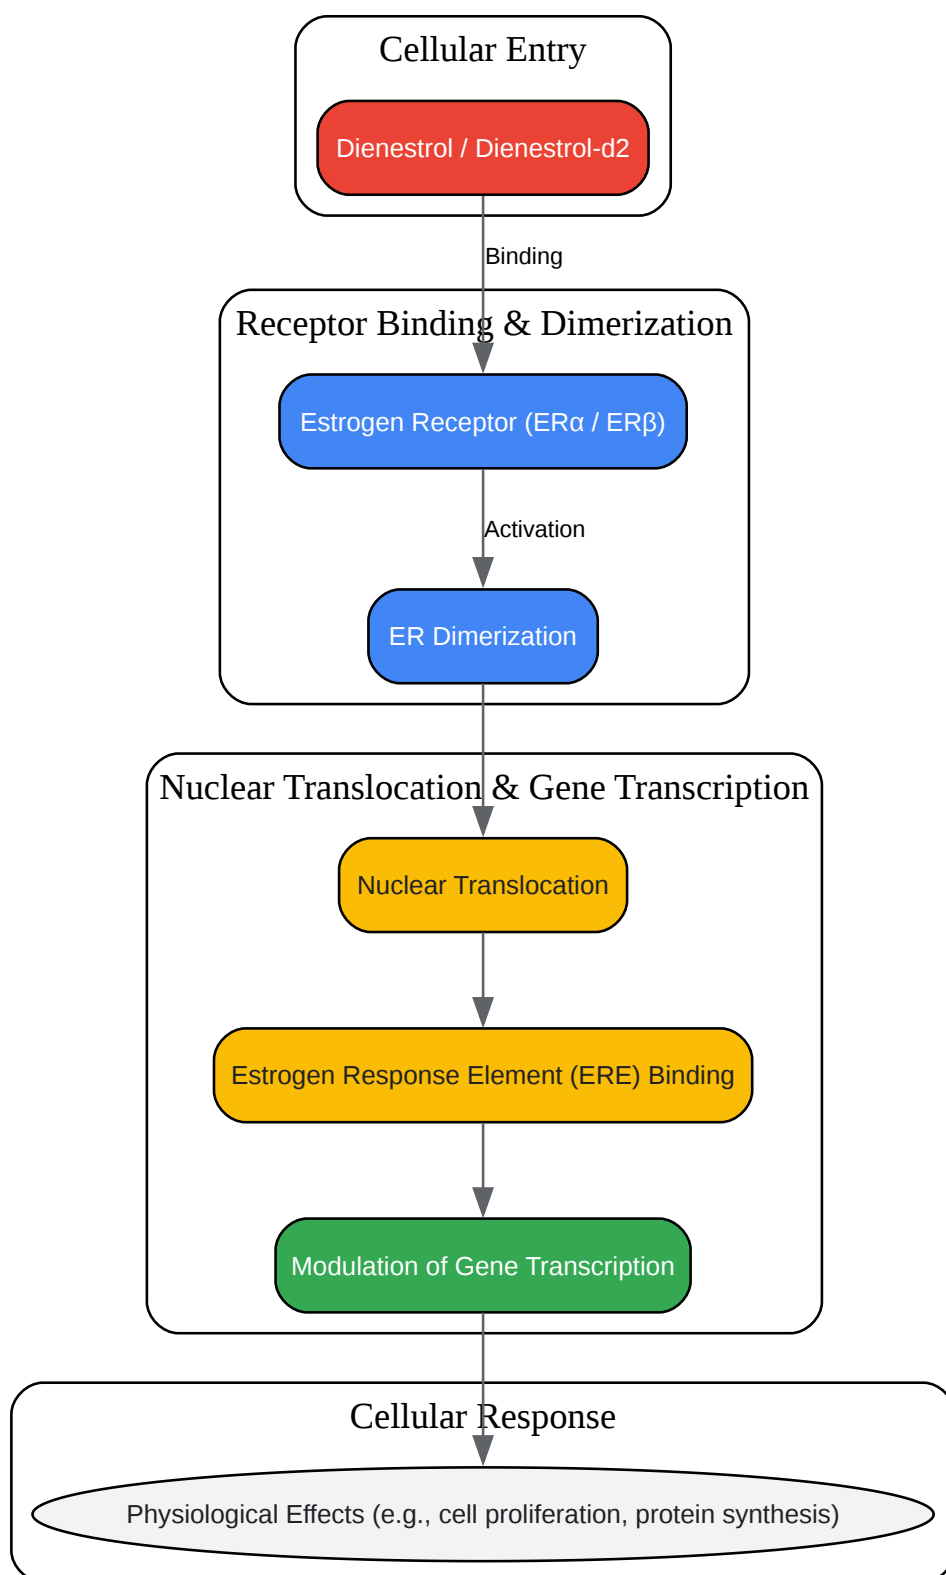 Cellular Entry
Dienestrol / Dienestrol-d2
Binding
Receptor Binding & Dimerization
Estrogen Receptor (ERα / ERβ)
Activation
ER Dimerization
Nuclear Translocation & Gene Transcription
Nuclear Translocation
Estrogen Response Element (ERE) Binding
Modulation of Gene Transcription
Cellular Response
Physiological Effects (e.g., cell proliferation, protein synthesis)